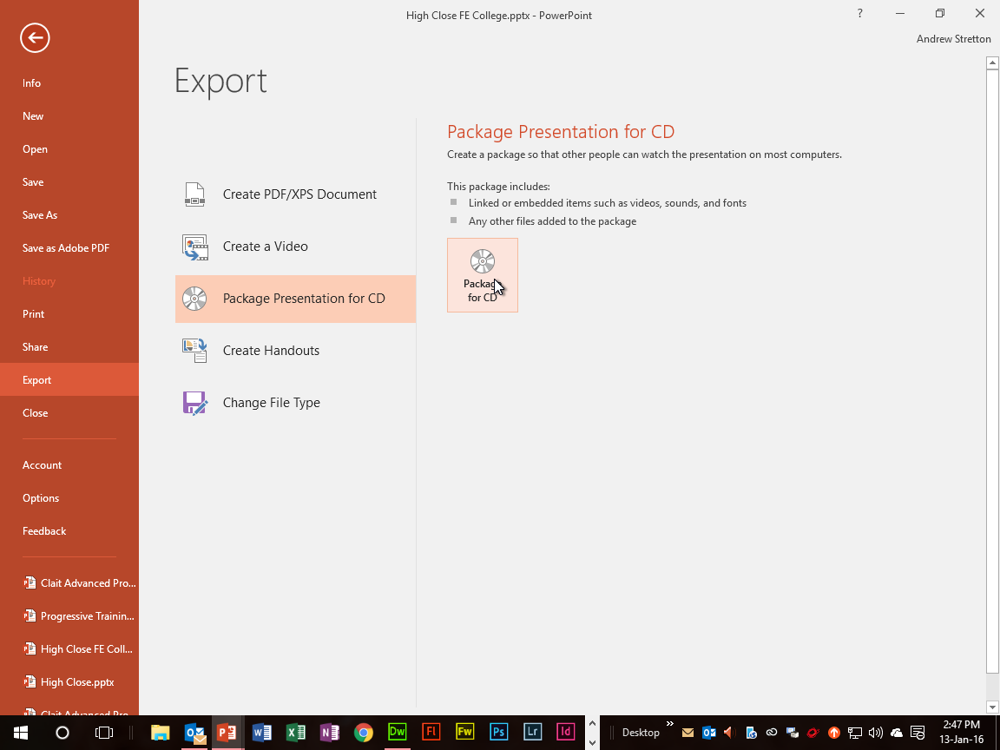 High Close FE College.pptx - PowerPoint
?
Andrew Stretton
Info
New
Open
Save
Save As
Save as Adobe PDF
History
Print
Share
Export
Close
Account
Options
Feedback
Clait Advanced Pro...
Progressive Trainin...
High Close FE Coll...
High Close.pptx
Clait Advanced Pro...
Export
Create PDF/XPS Document
Create a Video
Package Presentation for CD
Create Handouts
Change File Type
Package Presentation for CD
Create a package so that other people can watch the presentation on most computers.
This package includes:
Linked or embedded items such as videos, sounds, and fonts
Any other files added to the package
Package
for CD
Dw
Fl
Fw
Ps
Lr
Id
Desktop
2:47 PM
13-Jan-16